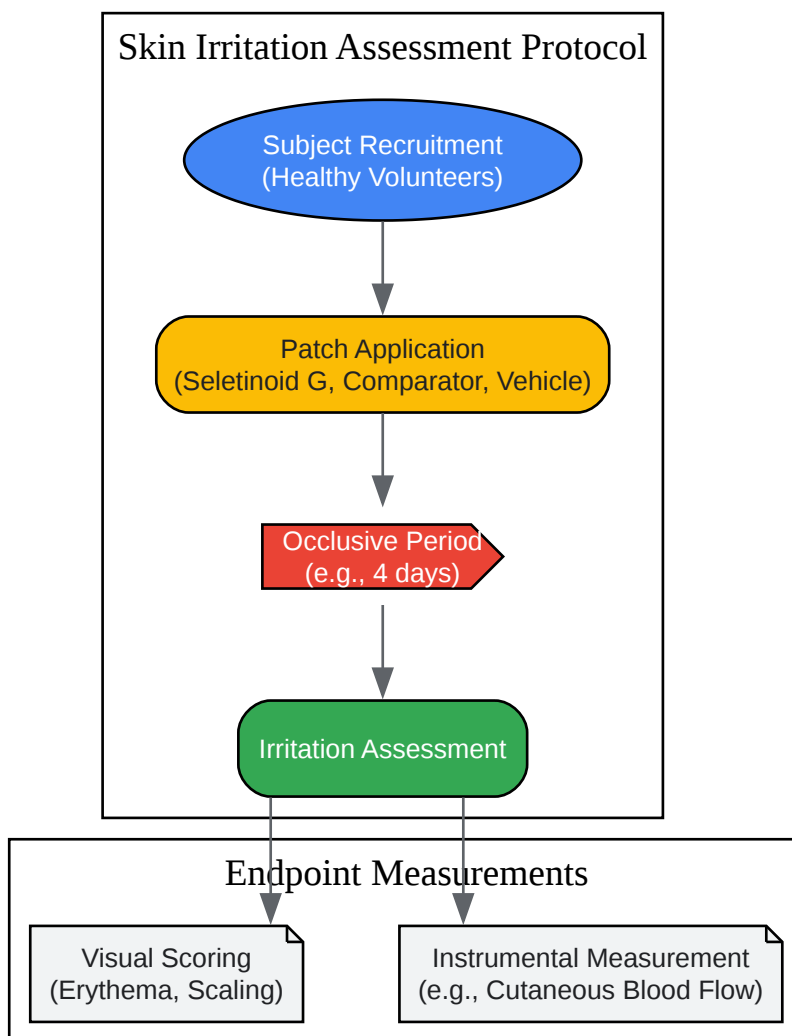 Skin Irritation Assessment Protocol
Subject Recruitment
(Healthy Volunteers)
Patch Application
(Seletinoid G, Comparator, Vehicle)
Occlusive Period
(e.g., 4 days)
Irritation Assessment
Endpoint Measurements
Visual Scoring
(Erythema, Scaling)
Instrumental Measurement
(e.g., Cutaneous Blood Flow)